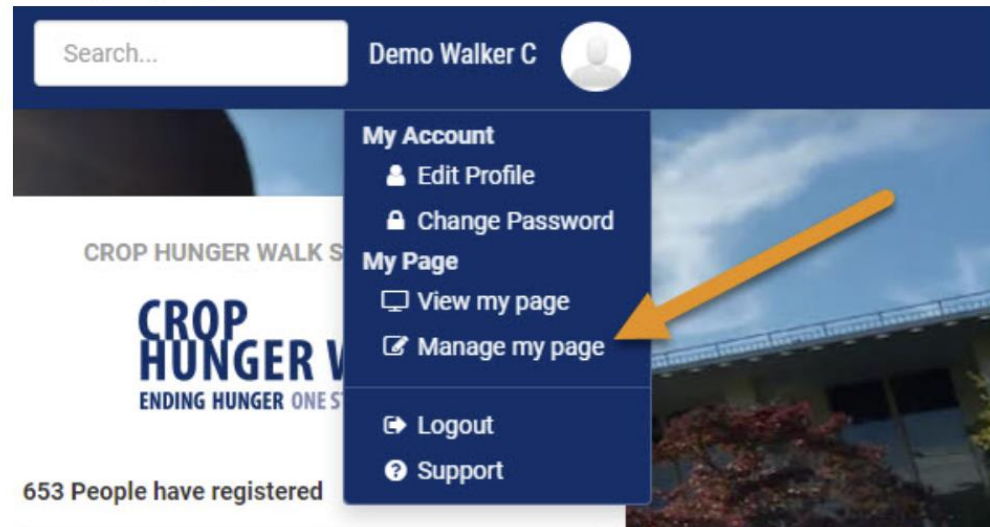 Search...
Demo Walker C
My Account
Edit Profile
Change Password
CROP HUNGER WALK S
My Page
View my page
CROP
HUNGER
Manage my page
ENDING HUNGER ONE
Logout
Support
653 People have registered